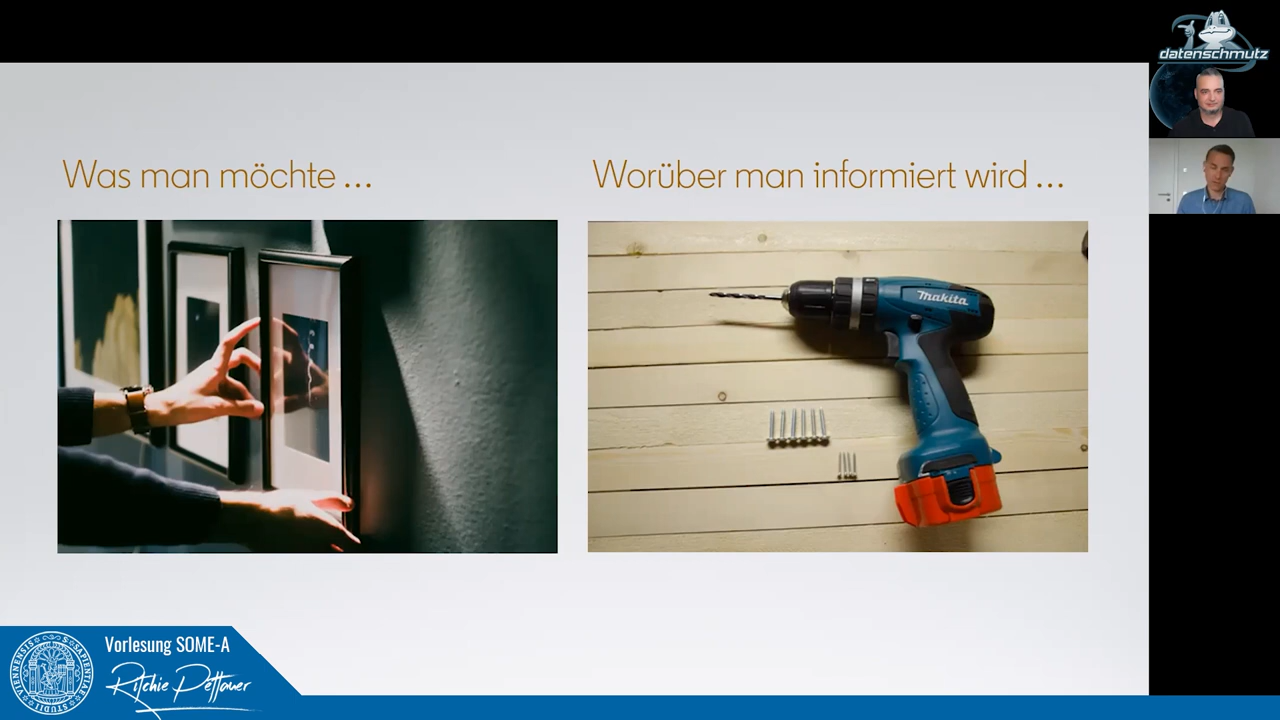 datenschmutz
Was man möchte ...
Worüber man informiert wird ...
makita
Vorlesung SOME-A
Ritchie Pettauer